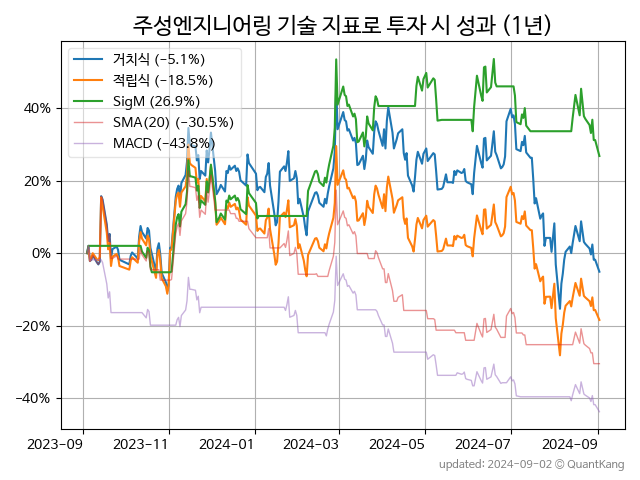 주성엔지니어링 기술 지표로 투자 시 성과 (1년)
거치식 (−5.1%)
적립식 (−18.5%)
SigM (26.9%)
SMA(20) (−30.5%)
MACD (−43.8%)
40%
20%
0%
−20%
−40%
2023-09 2023-11 2024-01 2024-03 2024-05 2024-07 2024-09
updated: 2024-09-02 © QuantKang